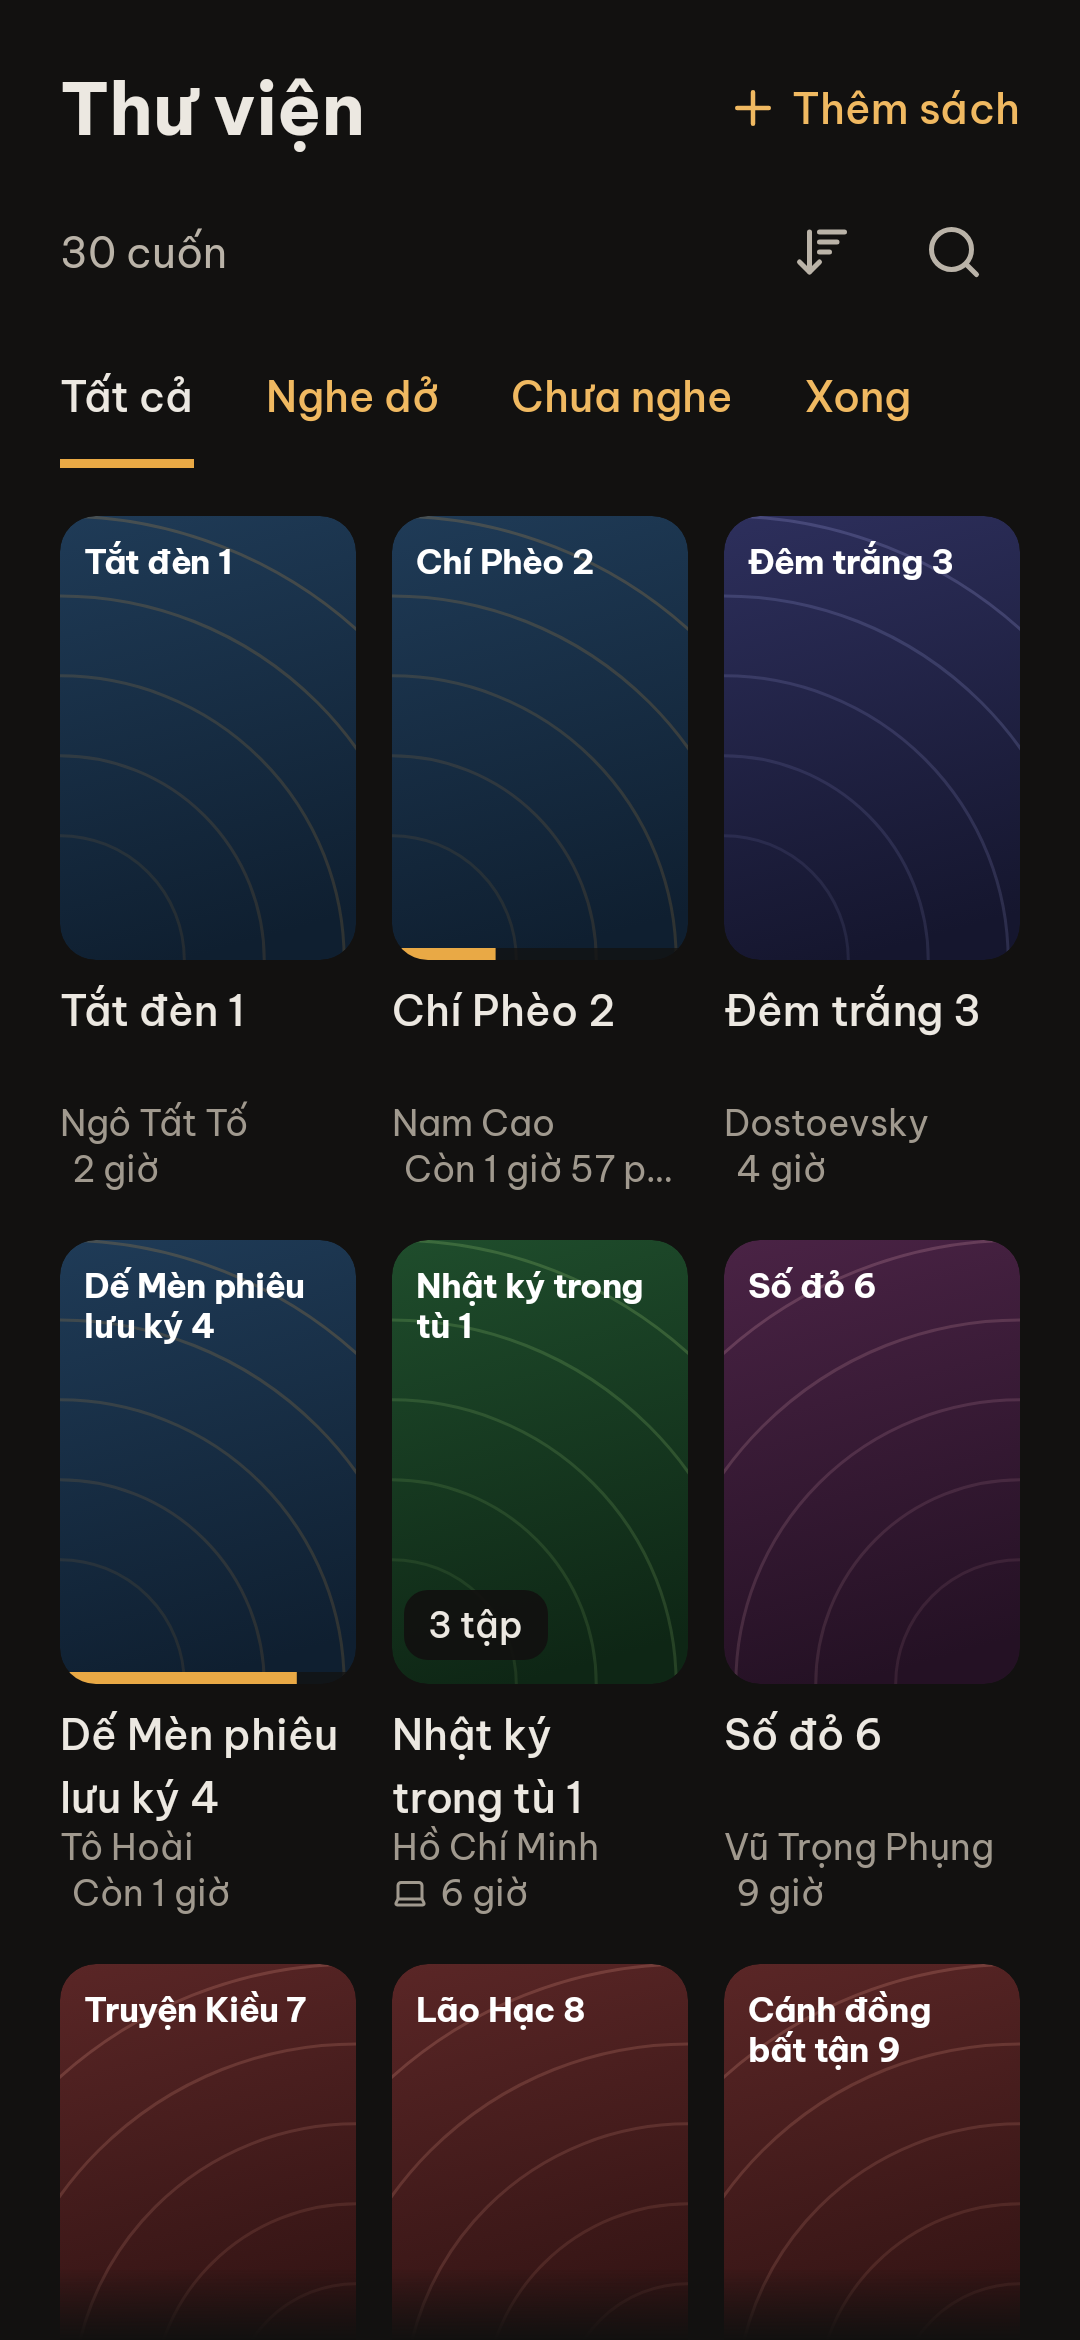 Thư viện
Thêm sách
30 cuốn
Tất cả
Nghe dở
Chưa nghe
Xong
Tắt đèn 1
Chí Phèo 2
Đêm trắng 3
Tắt đèn 1
Chí Phèo 2
Đêm trắng 3
Ngô Tất Tố
Nam Cao
Dostoevsky
2 giờ
Còn 1 giờ 57 p...
4 giờ
Dế Mèn phiêu
lưu ký 4
Nhật ký trong
tù 1
Số đỏ 6
3 tập
Dế Mèn phiêu
lưu ký 4
Nhật ký
trong tù 1
Số đỏ 6
Tô Hoài
Hồ Chí Minh
Vũ Trọng Phụng
Còn 1 giờ
6 giờ
9 giờ
Truyện Kiều 7
Lão Hạc 8
Cánh đồng
bất tận 9